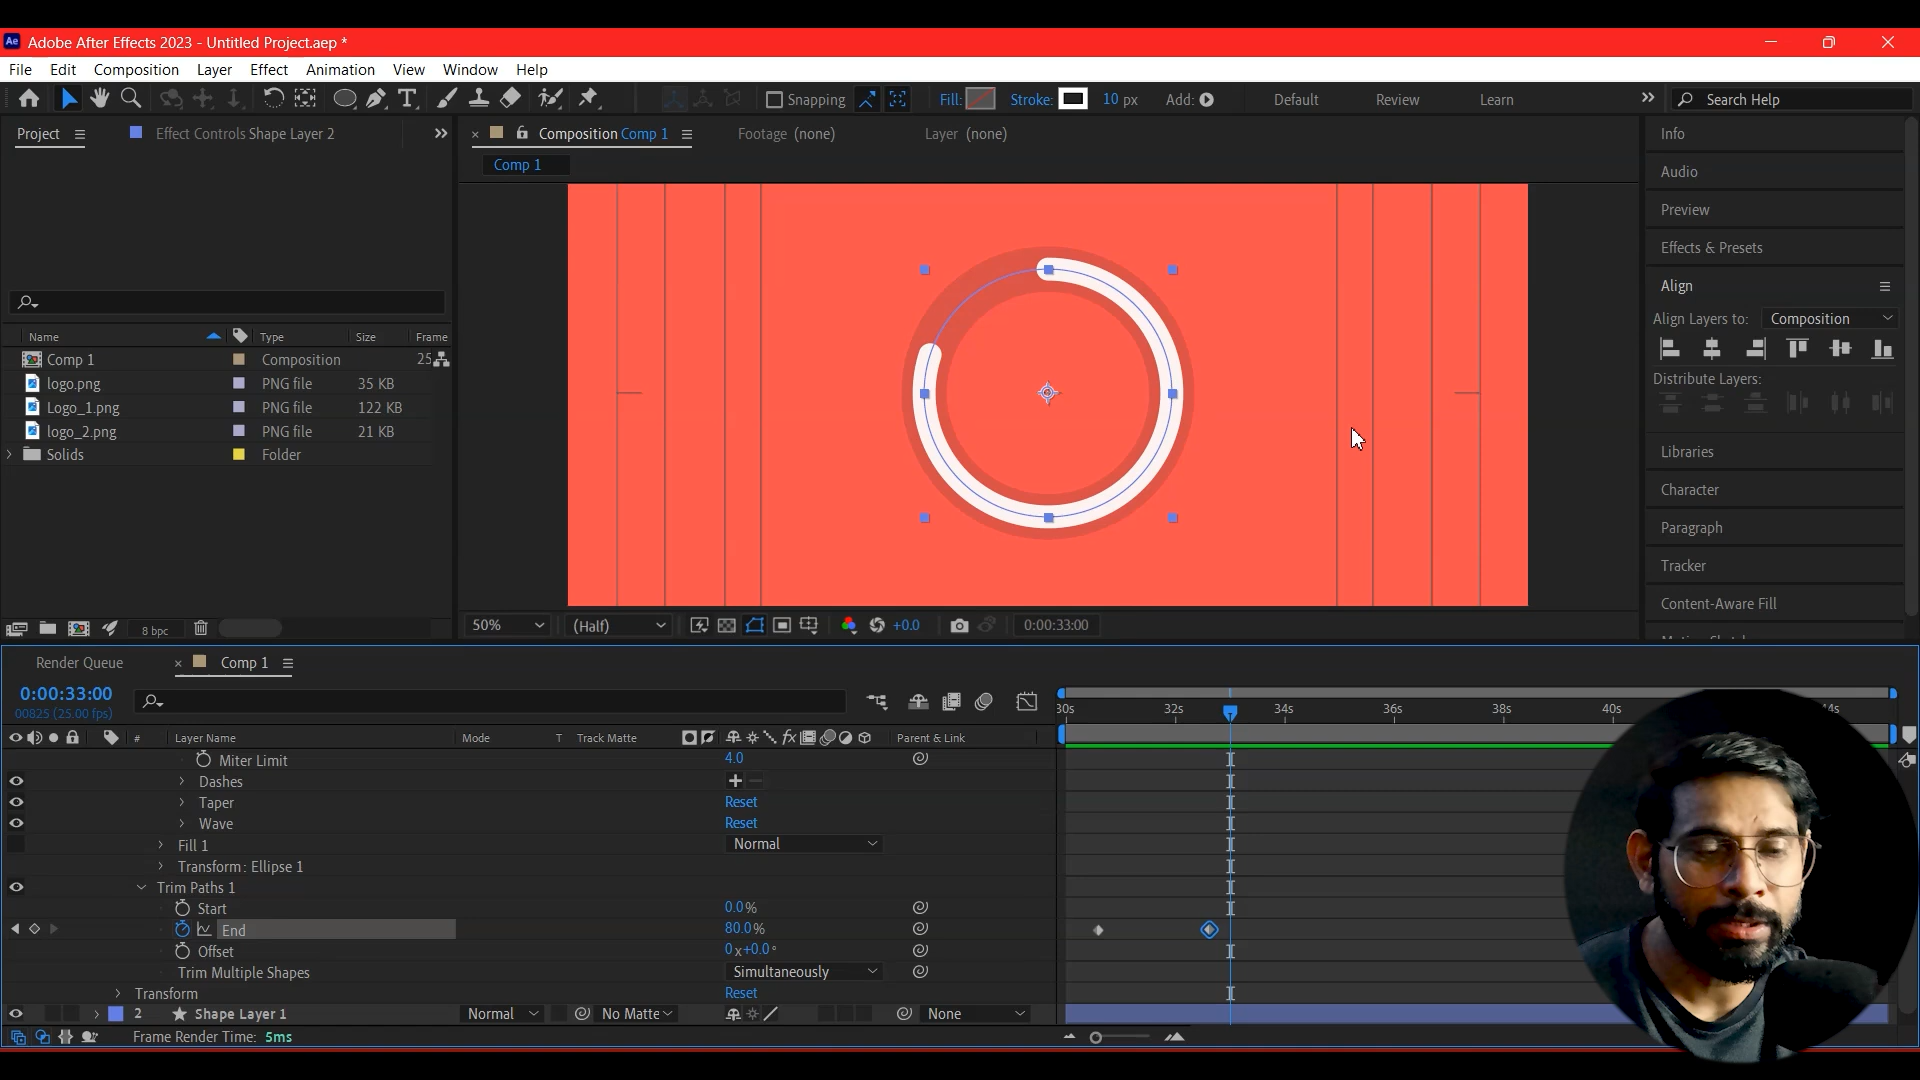 Ae Adobe After Effects 2023 - Untitled Project.aep *
File Edit Composition Layer Effect Animation View Window Help
Snapping Fill: Stroke: 10 px Add: Default Review Learn Search Help
Project Effect Controls Shape Layer 2
Composition Comp 1 Footage (none) Layer (none)
Comp 1
Info
Audio
Preview
Effects & Presets
Align
Align Layers to: Composition
Distribute Layers:
Libraries
Character
Paragraph
Tracker
Content-Aware Fill
Name Type Size Frame
Comp 1 Composition 25
logo.png PNG file 35 KB
Logo_1.png PNG file 122 KB
logo_2.png PNG file 21 KB
Solids Folder
8 bpc
50% (Half) +0.0 0:00:33:00
Render Queue Comp 1
0:00:33:00
00825 (25.00 fps)
30s 32s 34s 36s 38s 40s
# Layer Name Mode T Track Matte Parent & Link
Miter Limit 4.0
Dashes
Taper Reset
Wave Reset
Fill 1 Normal
Transform: Ellipse 1
Trim Paths 1
Start 0.0%
End 80.0%
Offset 0x+0.0°
Trim Multiple Shapes Simultaneously
Transform Reset
2 Shape Layer 1 Normal No Matte None
Frame Render Time: 5ms